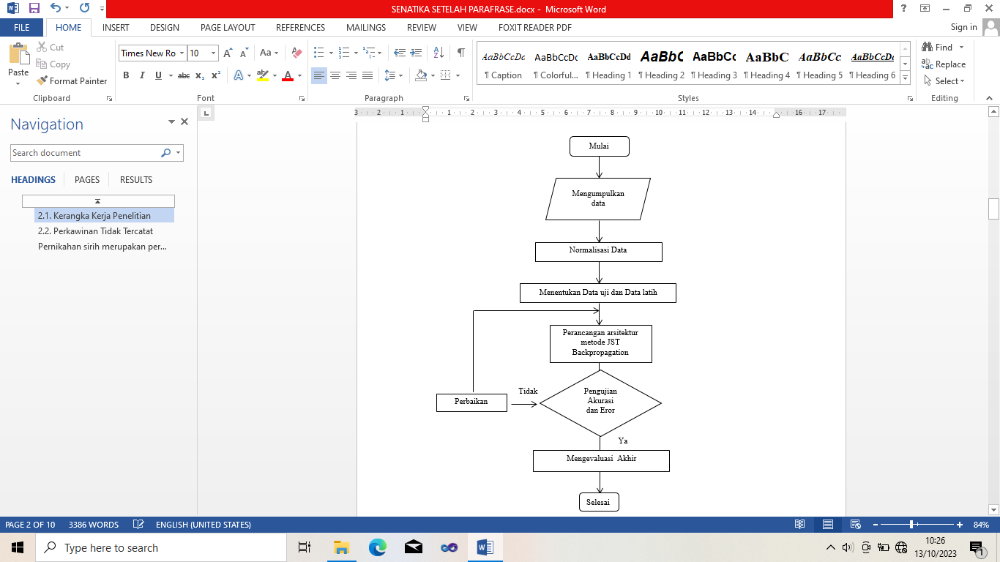 SENATIKA SETELAH PARAFRASE.docx - Microsoft Word
?
FILE HOME INSERT DESIGN PAGE LAYOUT REFERENCES MAILINGS REVIEW VIEW FOXIT READER PDF Sign in
Paste
Cut
Copy
Format Painter
Clipboard
Times New Ro 10
Aa
B I U abc x₂ x² A ab A
Font
Paragraph
AaBbCcDc AaBbCcDc AaBbCcDd AaBbC AaBbCc AaBbC AaBbCc AaBbCcDc
¶ Caption ¶ Colorful... ¶ Heading 1 ¶ Heading 2 ¶ Heading 3 ¶ Heading 4 ¶ Heading 5 ¶ Heading 6
Styles
Find
Replace
Select
Editing
Navigation
Search document
HEADINGS PAGES RESULTS
2.1. Kerangka Kerja Penelitian
2.2. Perkawinan Tidak Tercatat
Pernikahan sirih merupakan per...
3 2 1 1 2 3 4 5 6 7 8 9 10 11 12 13 14 16 17
Mulai
Mengumpulkan
data
Normalisasi Data
Menentukan Data uji dan Data latih
Perancangan arsitektur
metode JST
Backpropagation
Perbaikan
Tidak
Pengujian
Akurasi
dan Eror
Ya
Mengevaluasi Akhir
Selesai
PAGE 2 OF 10 3386 WORDS ENGLISH (UNITED STATES) 84%
Type here to search
10:26
13/10/2023
1